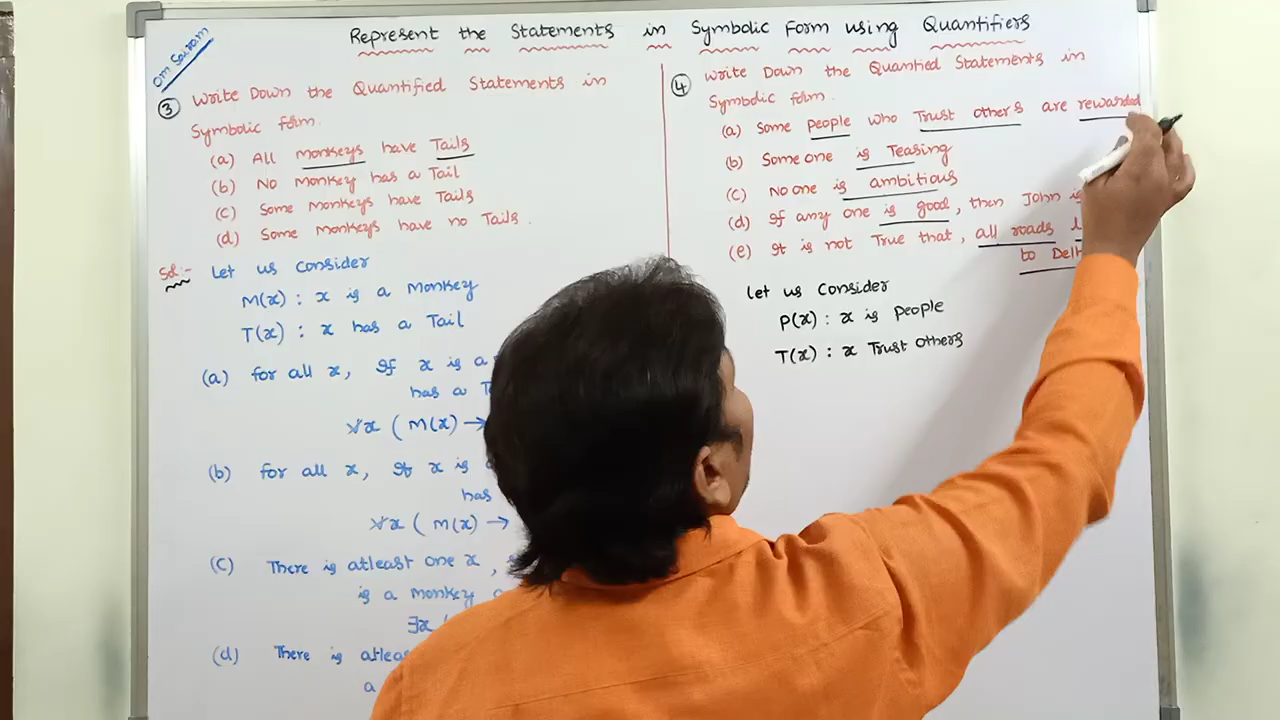 Represent the Statements in Symbolic Form using Quantifiers
Om Sairam
③ Write Down the Quantified Statements in
Symbolic form.
(a) All monkeys have Tails
(b) No Monkey has a Tail
(c) Some Monkeys have Tails
(d) Some Monkeys have no Tails.
Sol:- Let us Consider
M(x) : x is a Monkey
T(x) : x has a Tail
(a) for all x, If x is a
has a
∀x ( M(x) →
(b) for all x, If x is
has
∀x ( M(x) →
(c) There is atleast one x,
is a monkey
∃x
(d) There is
a
④ Write Down the Quantied Statements in
Symbolic form.
(a) Some People who Trust others are rewarded
(b) Some one is Teasing
(c) No one is ambitious
(d) If any one is good, then John is
(e) It is not True that, all roads
to
Let us Consider
P(x) : x is People
T(x) : x Trust Others